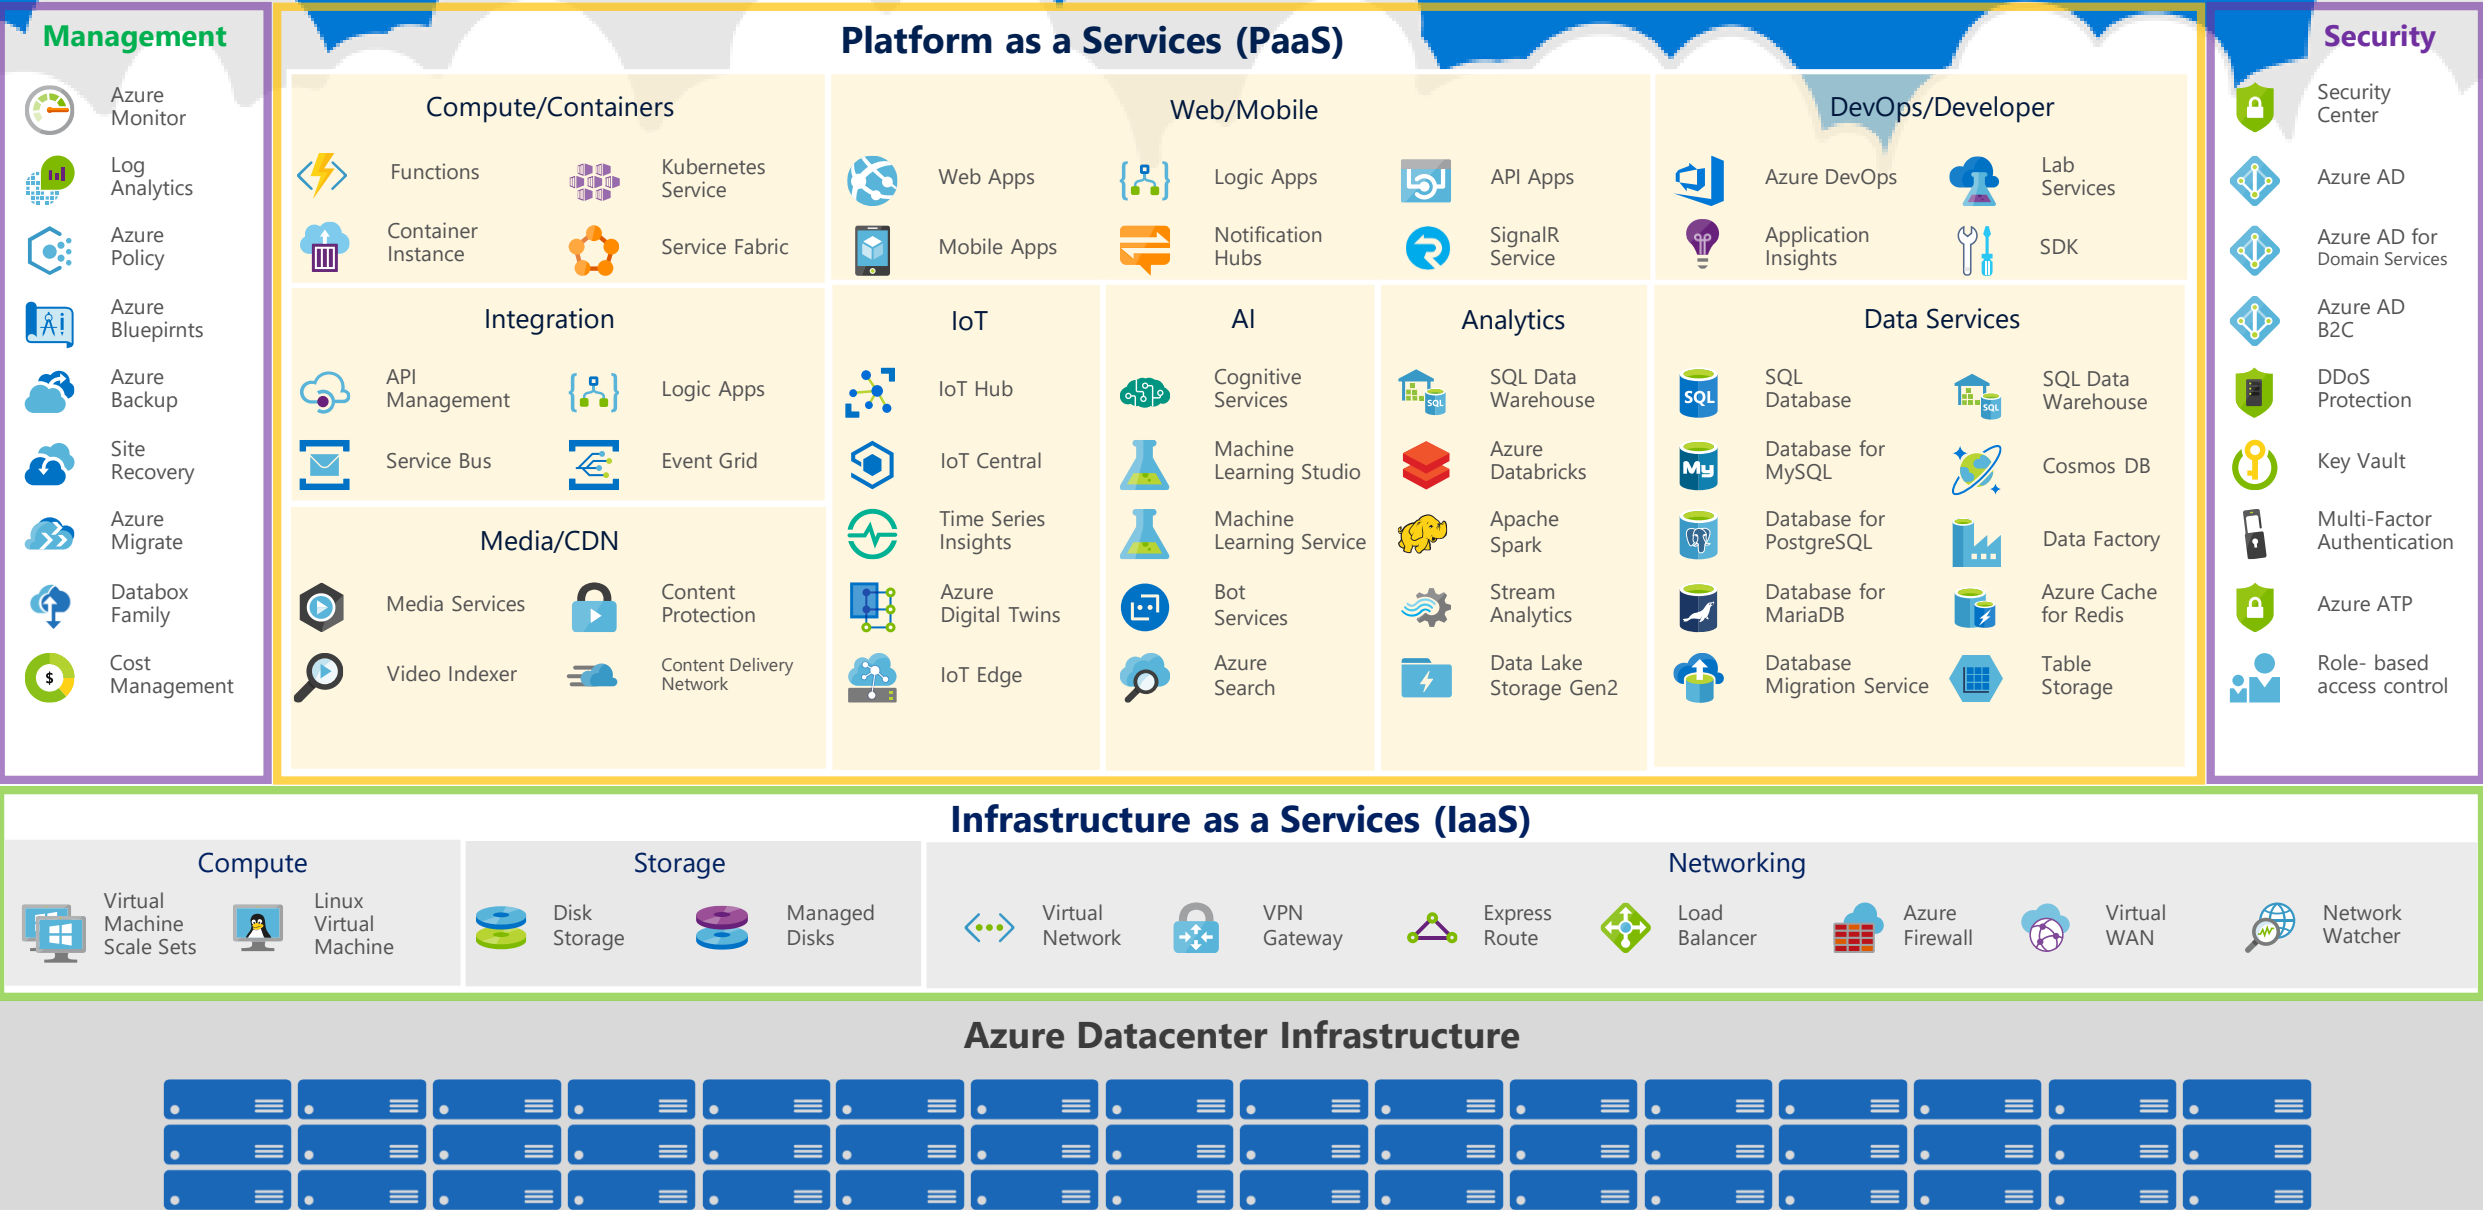 Management
Azure
Monitor
Log
Analytics
Azure
Policy
Azure
Bluepirnts
Azure
Backup
Site
Recovery
Azure
Migrate
Databox
Family
$
Cost
Management
Platform as a Services (PaaS)
Compute/Containers
Functions
Kubernetes
Service
Container
Instance
Service Fabric
Web/Mobile
Web Apps
Logic Apps
API Apps
Mobile Apps
Notification
Hubs
SignalR
Service
DevOps/Developer
Azure DevOps
Lab
Services
Application
Insights
SDK
Integration
API
Management
Logic Apps
Service Bus
Event Grid
Media/CDN
Media Services
Content
Protection
Video Indexer
Content Delivery
Network
IoT
IoT Hub
IoT Central
Time Series
Insights
Azure
Digital Twins
IoT Edge
AI
Cognitive
Services
Machine
Learning Studio
Machine
Learning Service
Bot
Services
Azure
Search
Analytics
SQL
SQL Data
Warehouse
Azure
Databricks
Apache
Spark
Stream
Analytics
Data Lake
Storage Gen2
Data Services
SQL
SQL
Database
SQL
SQL Data
Warehouse
My
Database for
MySQL
Cosmos DB
Database for
PostgreSQL
Data Factory
Database for
MariaDB
Azure Cache
for Redis
Database
Migration Service
Table
Storage
Security
Security
Center
Azure AD
Azure AD for
Domain Services
Azure AD
B2C
DDoS
Protection
Key Vault
Multi-Factor
Authentication
Azure ATP
Role- based
access control
Infrastructure as a Services (IaaS)
Compute
Virtual
Machine
Scale Sets
Linux
Virtual
Machine
Storage
Disk
Storage
Managed
Disks
Networking
Virtual
Network
VPN
Gateway
Express
Route
Load
Balancer
Azure
Firewall
Virtual
WAN
Network
Watcher
Azure Datacenter Infrastructure